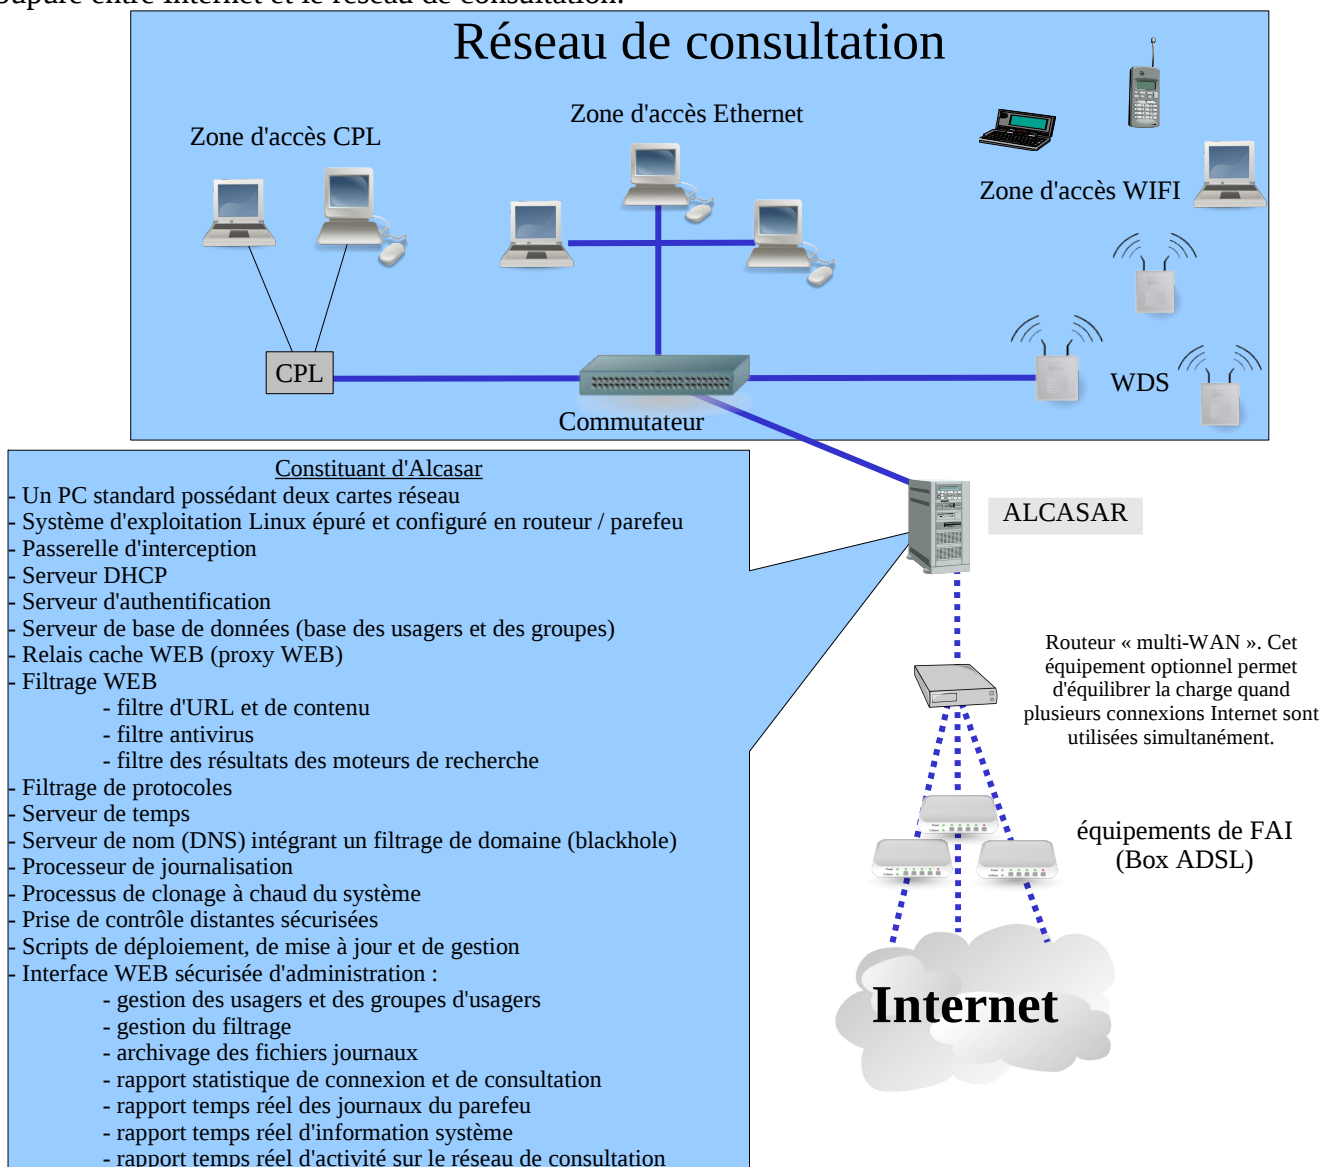 oupure entre Internet et le réseau de consultation.
Réseau de consultation
Zone d'accès CPL
Zone d'accès Ethernet
Zone d'accès WIFI
CPL
WDS
Commutateur
Constituant d'Alcasar
- Un PC standard possédant deux cartes réseau
- Système d'exploitation Linux épuré et configuré en routeur / parefeu
- Passerelle d'interception
- Serveur DHCP
- Serveur d'authentification
- Serveur de base de données (base des usagers et des groupes)
- Relais cache WEB (proxy WEB)
- Filtrage WEB
- filtre d'URL et de contenu
- filtre antivirus
- filtre des résultats des moteurs de recherche
- Filtrage de protocoles
- Serveur de temps
- Serveur de nom (DNS) intégrant un filtrage de domaine (blackhole)
- Processeur de journalisation
- Processus de clonage à chaud du système
- Prise de contrôle distantes sécurisées
- Scripts de déploiement, de mise à jour et de gestion
- Interface WEB sécurisée d'administration :
- gestion des usagers et des groupes d'usagers
- gestion du filtrage
- archivage des fichiers journaux
- rapport statistique de connexion et de consultation
- rapport temps réel des journaux du parefeu
- rapport temps réel d'information système
- rapport temps réel d'activité sur le réseau de consultation
ALCASAR
Routeur « multi-WAN ». Cet
équipement optionnel permet
d'équilibrer la charge quand
plusieurs connexions Internet sont
utilisées simultanément.
équipements de FAI
(Box ADSL)
Internet